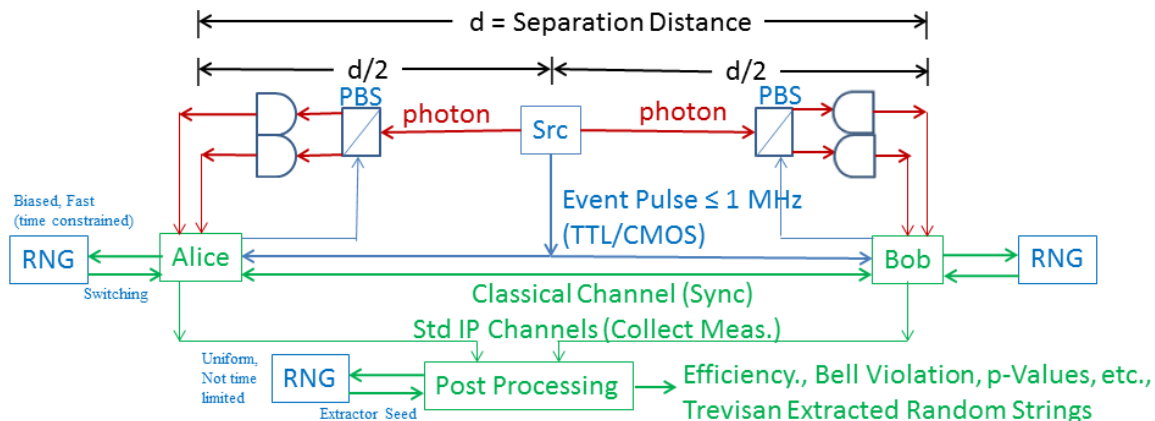 d = Separation Distance
d/2
d/2
PBS
PBS
photon
Src
photon
Event Pulse ≤ 1 MHz
(TTL/CMOS)
Biased, Fast
(time constrained)
RNG
Alice
Bob
RNG
Switching
Classical Channel (Sync)
Std IP Channels (Collect Meas.)
Uniform,
Not time
limited
RNG
Post Processing
Extractor Seed
Efficiency., Bell Violation, p-Values, etc.,
Trevisan Extracted Random Strings